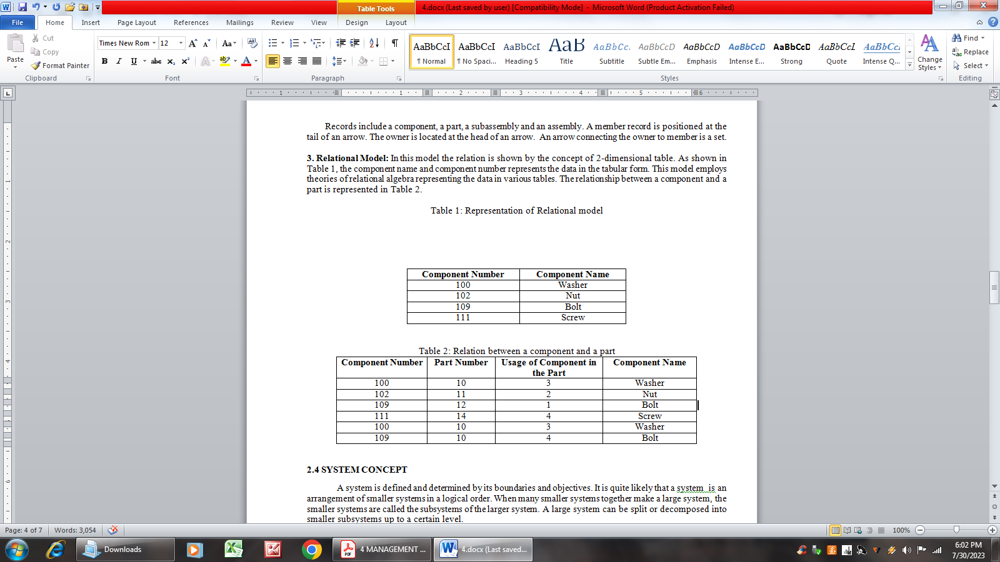 Table Tools
4.docx (Last saved by user) [Compatibility Mode] - Microsoft Word (Product Activation Failed)
File Home Insert Page Layout References Mailings Review View Design Layout
Paste
Cut
Copy
Format Painter
Clipboard
Times New Rom 12
Font
Paragraph
AaBbCcI AaBbCcI AaBbCcI AaB AaBbCc. AaBbCcD AaBbCcD AaBbCcD AaBbCcD AaBbCcI AaBbCc
¶ Normal ¶ No Spaci... Heading 5 Title Subtitle Subtle Em... Emphasis Intense E... Strong Quote Intense Q...
Change Styles
Styles
Find
Replace
Select
Editing
Records include a component, a part, a subassembly and an assembly. A member record is positioned at the
tail of an arrow. The owner is located at the head of an arrow. An arrow connecting the owner to member is a set.
3. Relational Model: In this model the relation is shown by the concept of 2-dimensional table. As shown in
Table 1, the component name and component number represents the data in the tabular form. This model employs
theories of relational algebra representing the data in various tables. The relationship between a component and a
part is represented in Table 2.
Table 1: Representation of Relational model
Component Number Component Name
100 Washer
102 Nut
109 Bolt
111 Screw
Table 2: Relation between a component and a part
Component Number Part Number Usage of Component in the Part Component Name
100 10 3 Washer
102 11 2 Nut
109 12 1 Bolt
111 14 4 Screw
100 10 3 Washer
109 10 4 Bolt
2.4 SYSTEM CONCEPT
A system is defined and determined by its boundaries and objectives. It is quite likely that a system is an
arrangement of smaller systems in a logical order. When many smaller systems together make a large system, the
smaller systems are called the subsystems of the larger system. A large system can be split or decomposed into
smaller subsystems up to a certain level.
Page: 4 of 7 Words: 3,054 100%
Downloads 4 MANAGEMENT ... 4.docx (Last saved...
6:02 PM
7/30/2023